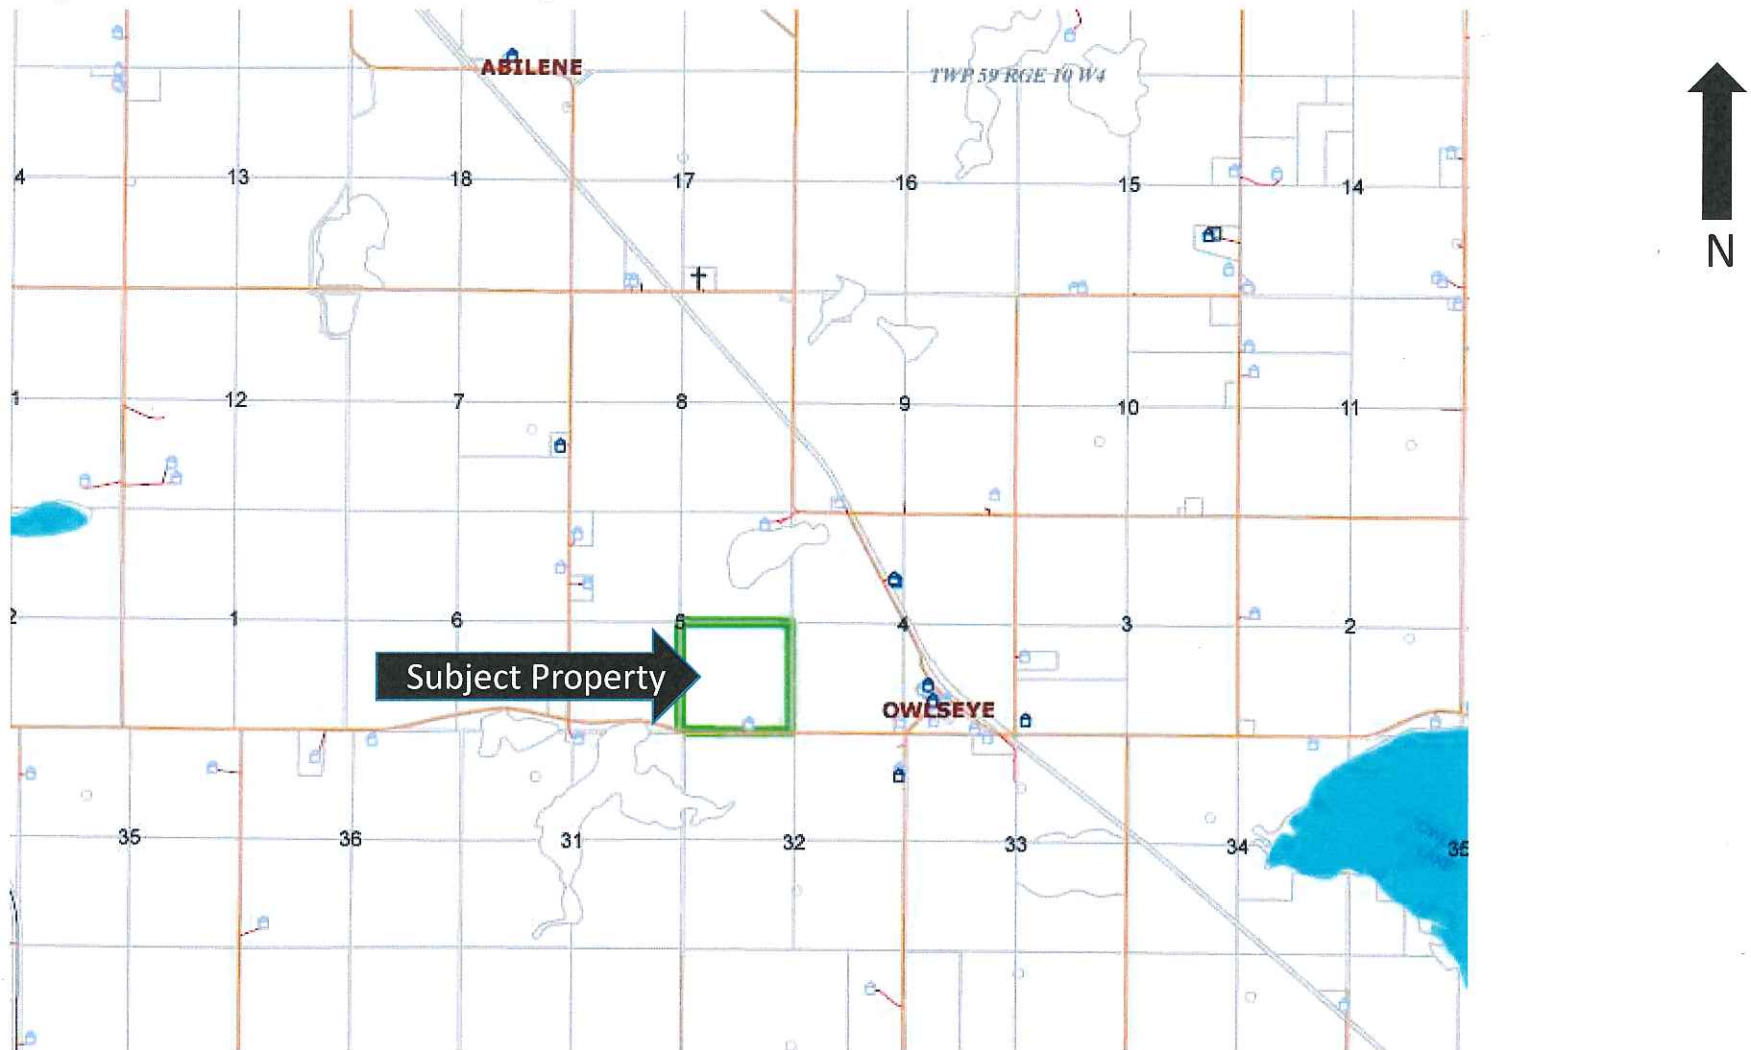 ABILENE
TWP 59 RGE 10 W4
4 13 18 17 16 15 14
N
1 12 7 8 9 10 11
2 1 6 5 4 3 2
Subject Property
OWLSEYE
35 36 31 32 33 34 35